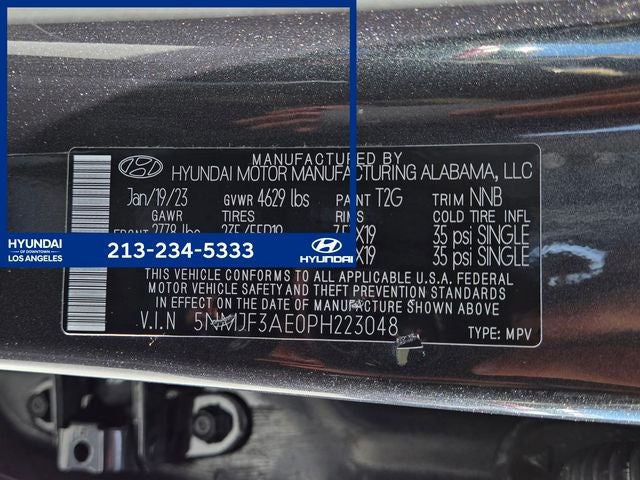 MANUFACTURED BY
HYUNDAI MOTOR MANUFACTURING ALABAMA, LLC
Jan/19/23 GVWR 4629 lbs PAINT T2G TRIM NNB
GAWR TIRES RIMS COLD TIRE INFL
2778 35 psi SINGLE
35 psi SINGLE
HYUNDAI
OF DOWNTOWN
LOS ANGELES
213-234-5333
HYUNDAI
THIS VEHICLE CONFORMS TO ALL APPLICABLE U.S.A. FEDERAL
MOTOR VEHICLE SAFETY AND THEFT PREVENTION STANDARDS
IN EFFECT ON THE DATE OF MANUFACTURE SHOWN ABOVE.
V.I.N 5NMJF3AE0PH223048 TYPE: MPV